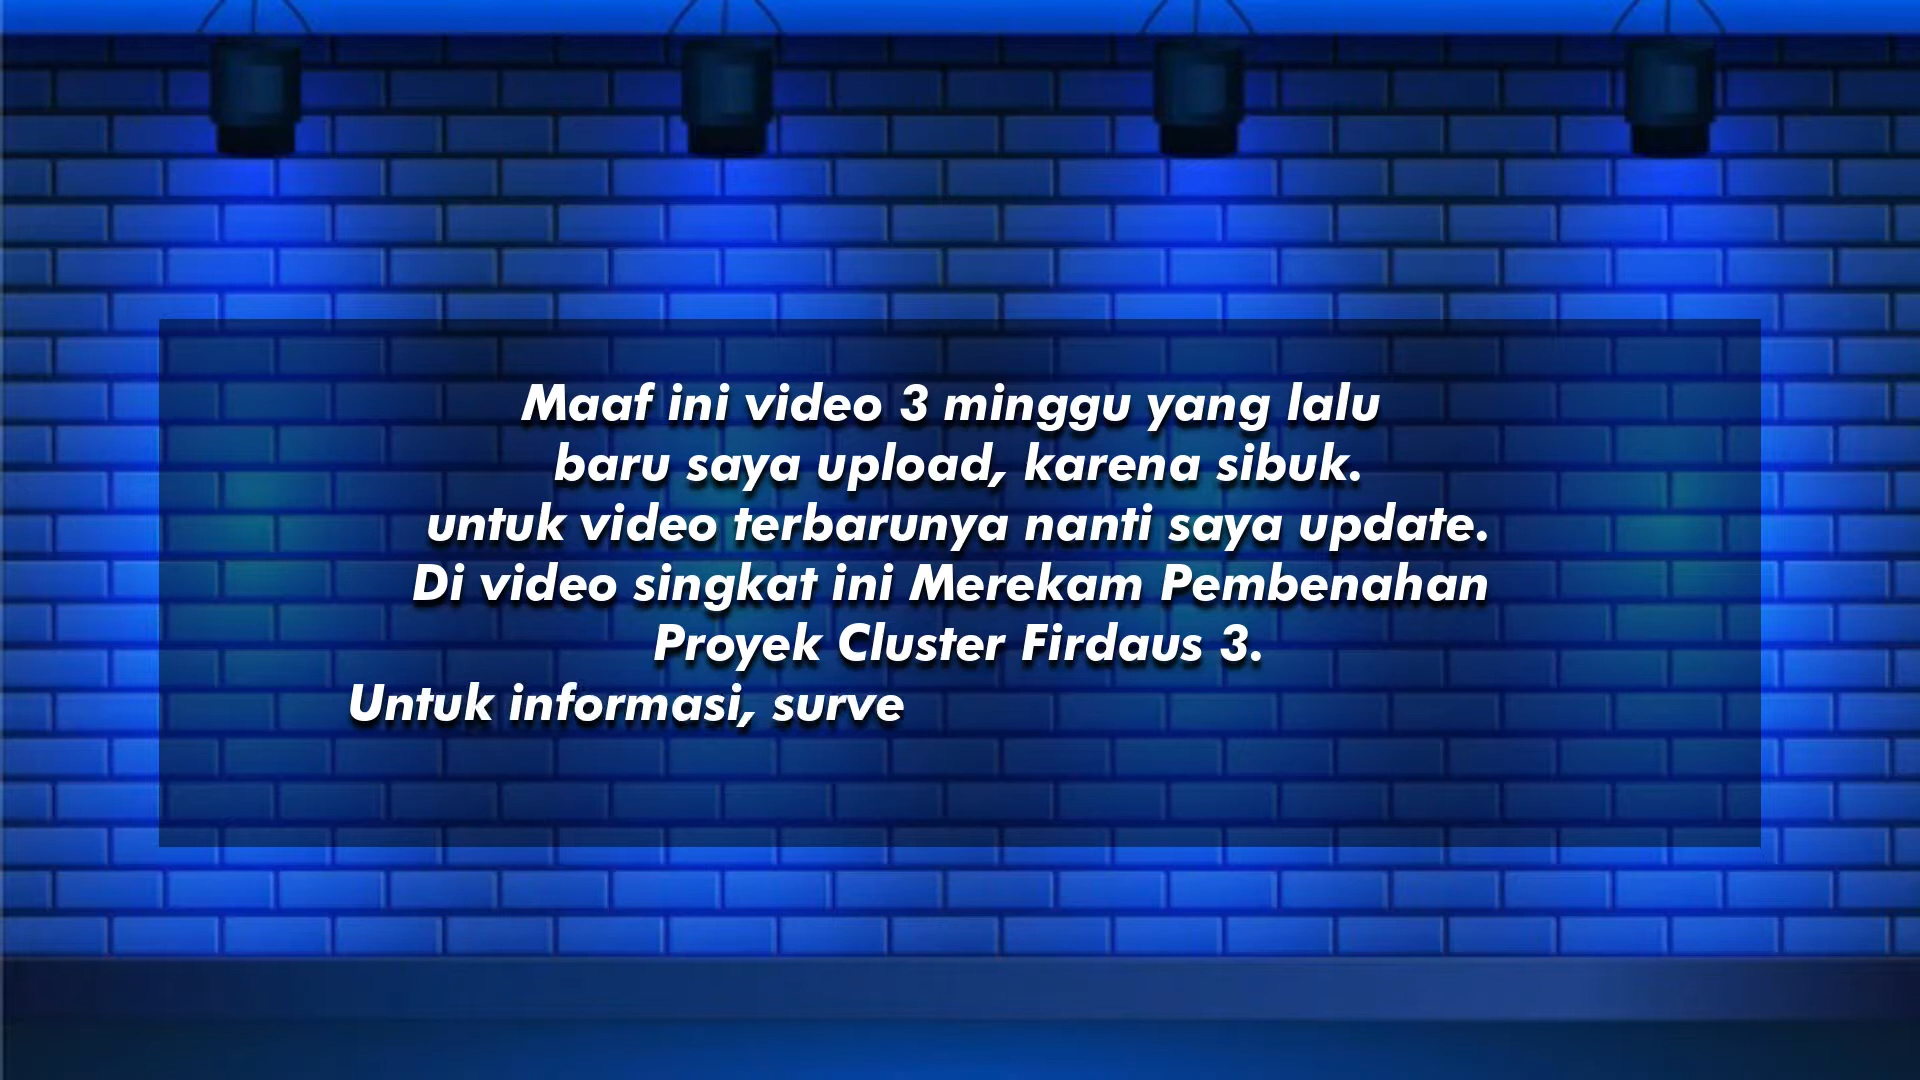 Maaf ini video 3 minggu yang lalu
baru saya upload, karena sibuk.
untuk video terbarunya nanti saya update.
Di video singkat ini Merekam Pembenahan
Proyek Cluster Firdaus 3.
Untuk informasi, surve